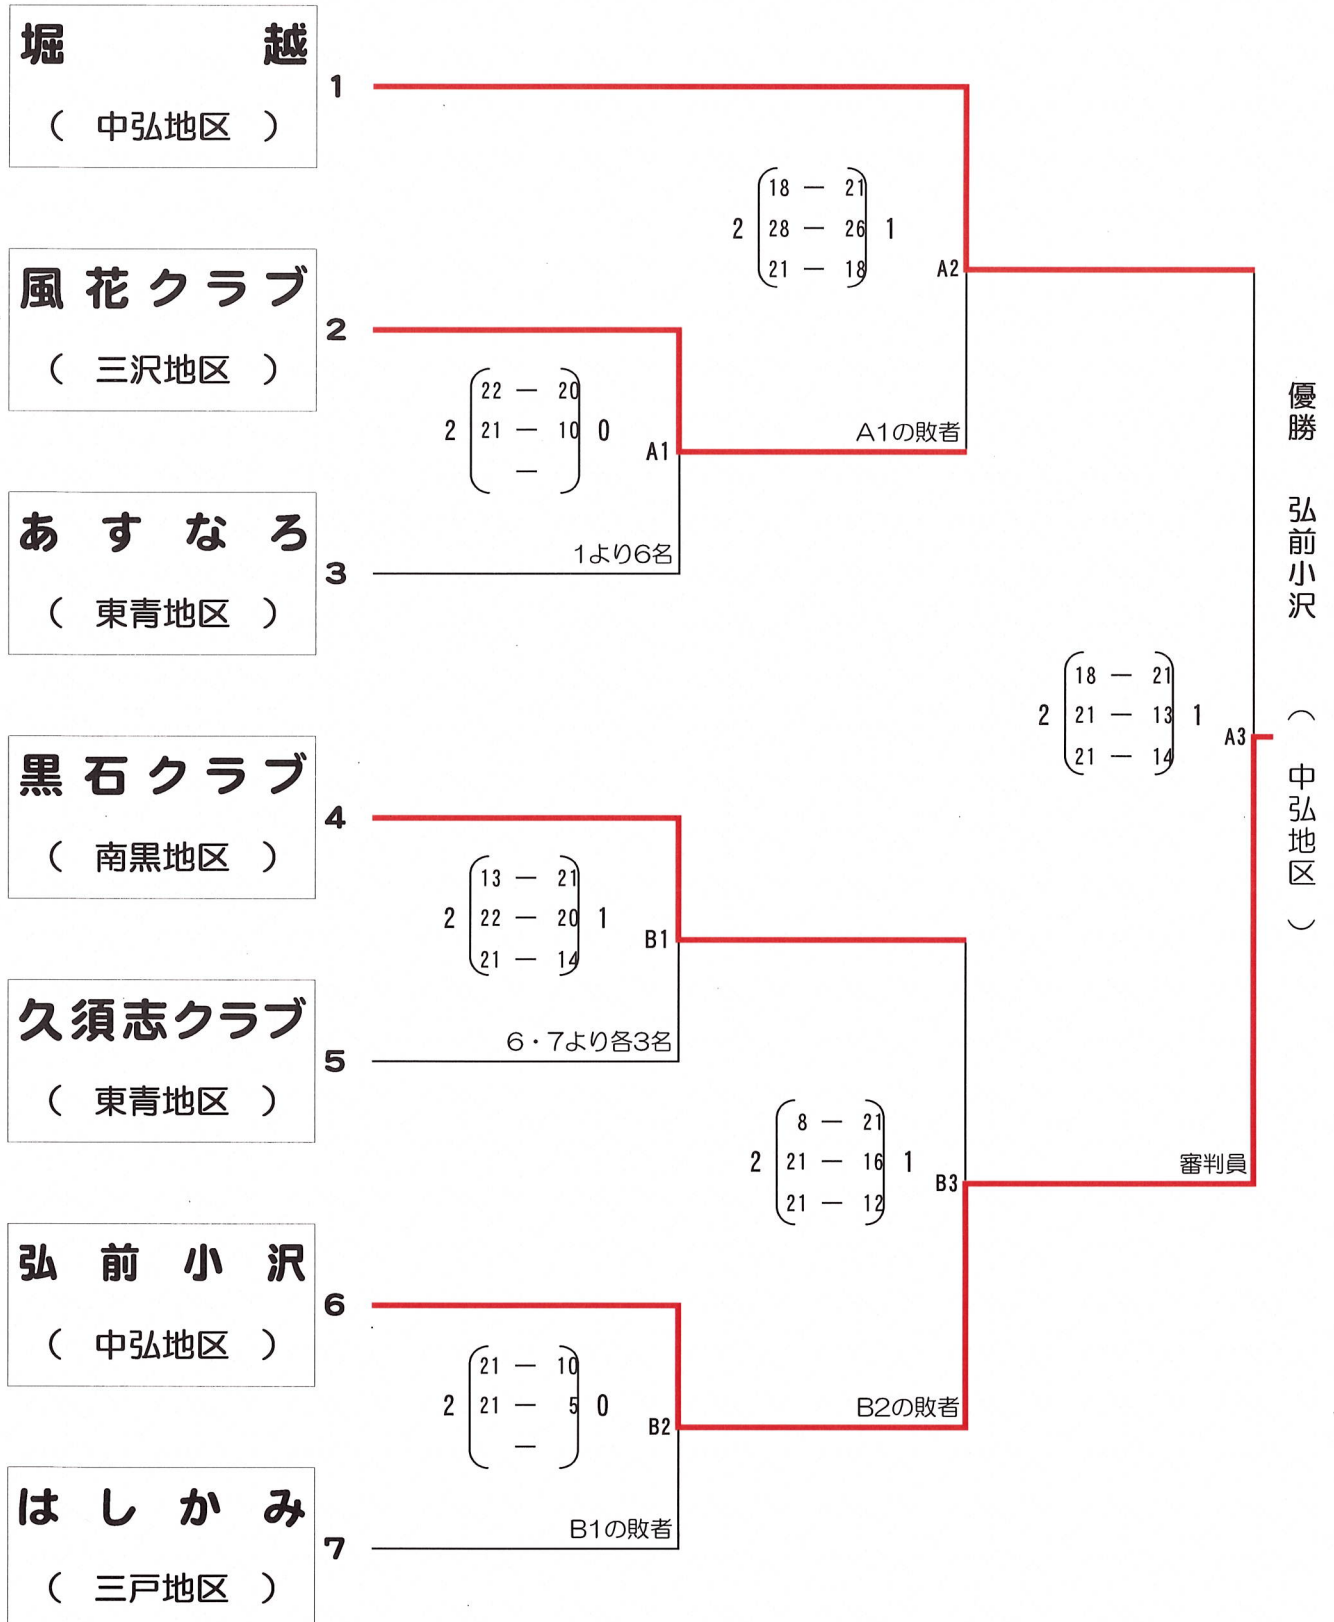 堀越
1
( 中弘地区 )
2 18 — 21 1
28 — 26
21 — 18
A2
風花クラブ
2
( 三沢地区 )
2 22 — 20 0
21 — 10
—
A1
A1の敗者
あすなろ
3
( 東青地区 )
1より6名
優勝 弘前小沢 ( 中弘地区 )
2 18 — 21 1
21 — 13
21 — 14
A3
黒石クラブ
4
( 南黒地区 )
2 13 — 21 1
22 — 20
21 — 14
B1
久須志クラブ
5
( 東青地区 )
6・7より各3名
2 8 — 21 1
21 — 16
21 — 12
B3
審判員
弘前小沢
6
( 中弘地区 )
2 21 — 10 0
21 — 5
—
B2
B2の敗者
はしかみ
7
( 三戸地区 )
B1の敗者